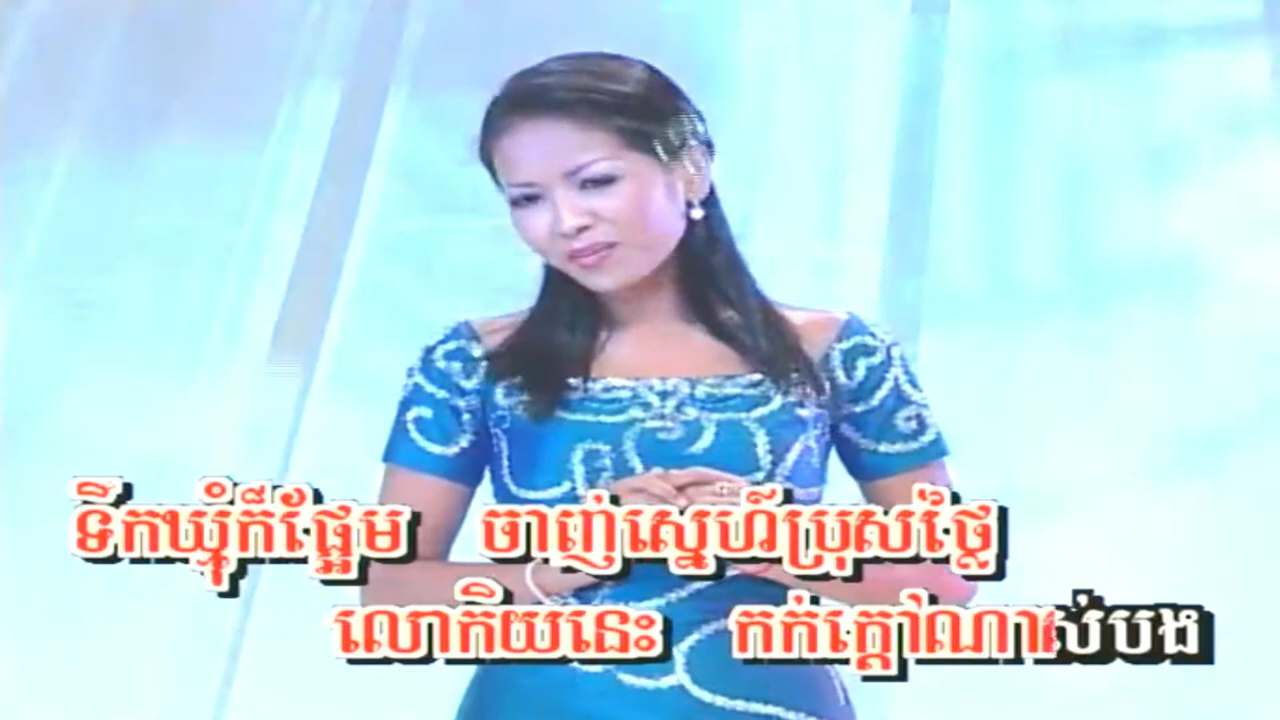 ទឹកឃ្មុំក៏ផ្អែម ចាញ់ស្នេហ៍ប្រុសថ្លៃ
លោកិយនេះ កក់ក្តៅណាស់បង